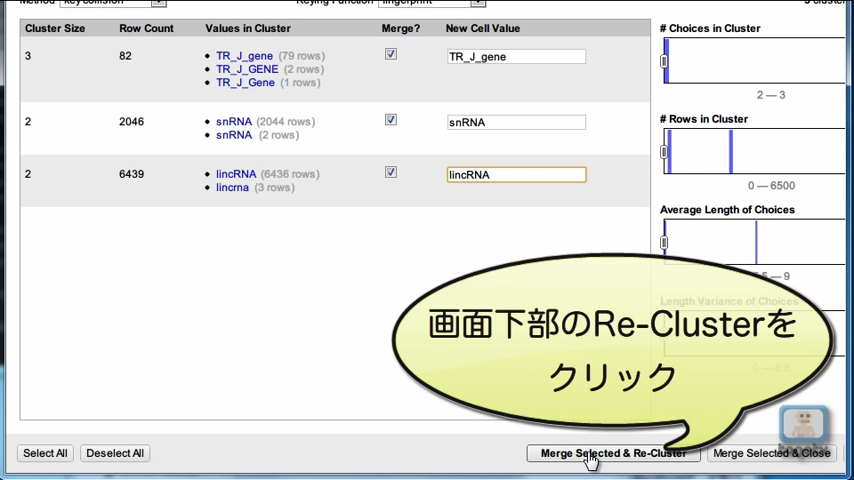 Method key collision Keying Function fingerprint
Cluster Size Row Count Values in Cluster Merge? New Cell Value
3 82 • TR_J_gene (79 rows) TR_J_gene
• TR_J_GENE (2 rows)
• TR_J_Gene (1 rows)
2 2046 • snRNA (2044 rows) snRNA
• snRNA (2 rows)
2 6439 • lincRNA (6436 rows) lincRNA
• lincrna (3 rows)
# Choices in Cluster
2 — 3
# Rows in Cluster
0 — 6500
Average Length of Choices
— 9
Length Variance of Choices
画面下部のRe-Clusterを
クリック
Select All Deselect All Merge Selected & Re-Cluster Merge Selected & Close